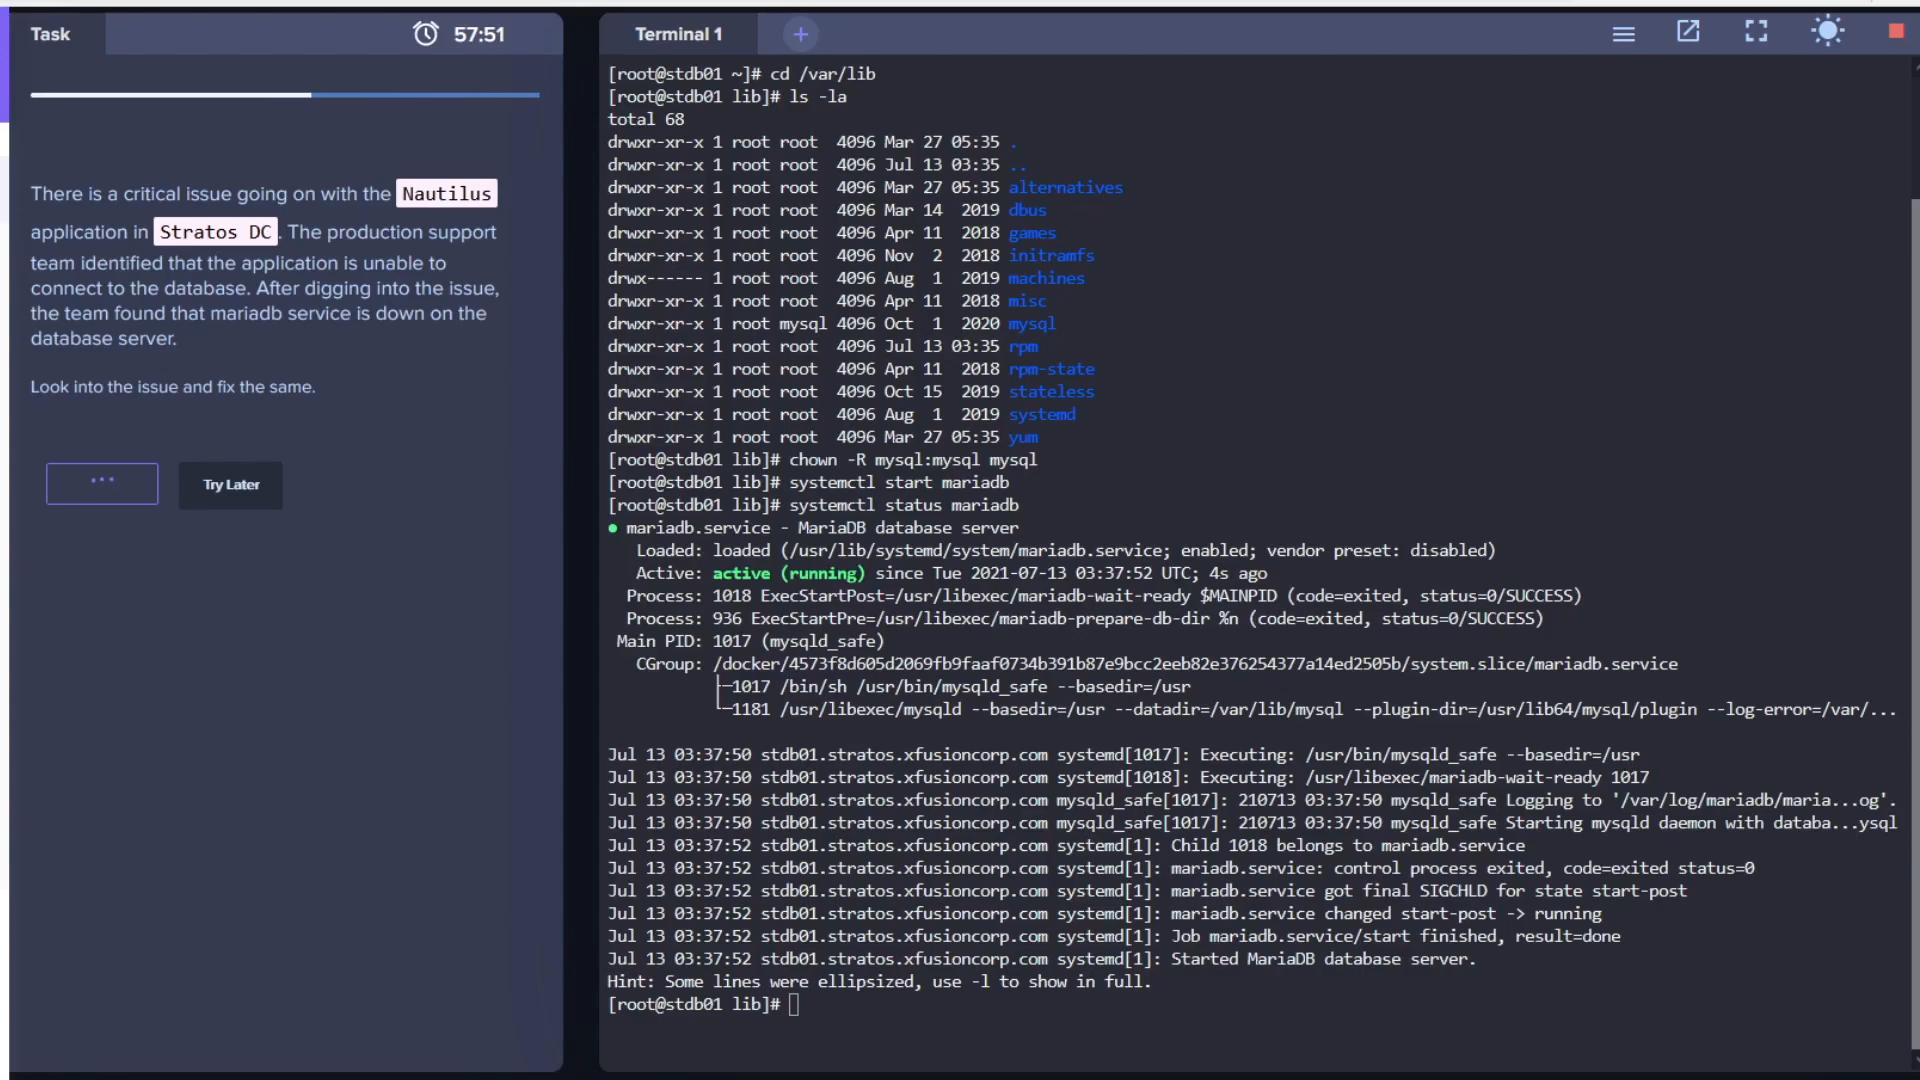 Task
57:51
There is a critical issue going on with the Nautilus
application in Stratos DC. The production support
team identified that the application is unable to
connect to the database. After digging into the issue,
the team found that mariadb service is down on the
database server.
Look into the issue and fix the same.
Try Later
Terminal 1
[root@stdb01 ~]# cd /var/lib
[root@stdb01 lib]# ls -la
total 68
drwxr-xr-x 1 root root  4096 Mar 27 05:35 .
drwxr-xr-x 1 root root  4096 Jul 13 03:35 ..
drwxr-xr-x 1 root root  4096 Mar 27 05:35 alternatives
drwxr-xr-x 1 root root  4096 Mar 14  2019 dbus
drwxr-xr-x 1 root root  4096 Apr 11  2018 games
drwxr-xr-x 1 root root  4096 Nov  2  2018 initramfs
drwx------ 1 root root  4096 Aug  1  2019 machines
drwxr-xr-x 1 root root  4096 Apr 11  2018 misc
drwxr-xr-x 1 root mysql 4096 Oct  1  2020 mysql
drwxr-xr-x 1 root root  4096 Jul 13 03:35 rpm
drwxr-xr-x 1 root root  4096 Apr 11  2018 rpm-state
drwxr-xr-x 1 root root  4096 Oct 15  2019 stateless
drwxr-xr-x 1 root root  4096 Aug  1  2019 systemd
drwxr-xr-x 1 root root  4096 Mar 27 05:35 yum
[root@stdb01 lib]# chown -R mysql:mysql mysql
[root@stdb01 lib]# systemctl start mariadb
[root@stdb01 lib]# systemctl status mariadb
● mariadb.service - MariaDB database server
Loaded: loaded (/usr/lib/systemd/system/mariadb.service; enabled; vendor preset: disabled)
Active: active (running) since Tue 2021-07-13 03:37:52 UTC; 4s ago
Process: 1018 ExecStartPost=/usr/libexec/mariadb-wait-ready $MAINPID (code=exited, status=0/SUCCESS)
Process: 936 ExecStartPre=/usr/libexec/mariadb-prepare-db-dir %n (code=exited, status=0/SUCCESS)
Main PID: 1017 (mysqld_safe)
CGroup: /docker/4573f8d605d2069fb9faaf0734b391b87e9bcc2eeb82e376254377a14ed2505b/system.slice/mariadb.service
├─1017 /bin/sh /usr/bin/mysqld_safe --basedir=/usr
└─1181 /usr/libexec/mysqld --basedir=/usr --datadir=/var/lib/mysql --plugin-dir=/usr/lib64/mysql/plugin --log-error=/var/...
Jul 13 03:37:50 stdb01.stratos.xfusioncorp.com systemd[1017]: Executing: /usr/bin/mysqld_safe --basedir=/usr
Jul 13 03:37:50 stdb01.stratos.xfusioncorp.com systemd[1018]: Executing: /usr/libexec/mariadb-wait-ready 1017
Jul 13 03:37:50 stdb01.stratos.xfusioncorp.com mysqld_safe[1017]: 210713 03:37:50 mysqld_safe Logging to '/var/log/mariadb/maria...og'.
Jul 13 03:37:50 stdb01.stratos.xfusioncorp.com mysqld_safe[1017]: 210713 03:37:50 mysqld_safe Starting mysqld daemon with databa...ysql
Jul 13 03:37:52 stdb01.stratos.xfusioncorp.com systemd[1]: Child 1018 belongs to mariadb.service
Jul 13 03:37:52 stdb01.stratos.xfusioncorp.com systemd[1]: mariadb.service: control process exited, code=exited status=0
Jul 13 03:37:52 stdb01.stratos.xfusioncorp.com systemd[1]: mariadb.service got final SIGCHLD for state start-post
Jul 13 03:37:52 stdb01.stratos.xfusioncorp.com systemd[1]: mariadb.service changed start-post -> running
Jul 13 03:37:52 stdb01.stratos.xfusioncorp.com systemd[1]: Job mariadb.service/start finished, result=done
Jul 13 03:37:52 stdb01.stratos.xfusioncorp.com systemd[1]: Started MariaDB database server.
Hint: Some lines were ellipsized, use -l to show in full.
[root@stdb01 lib]#